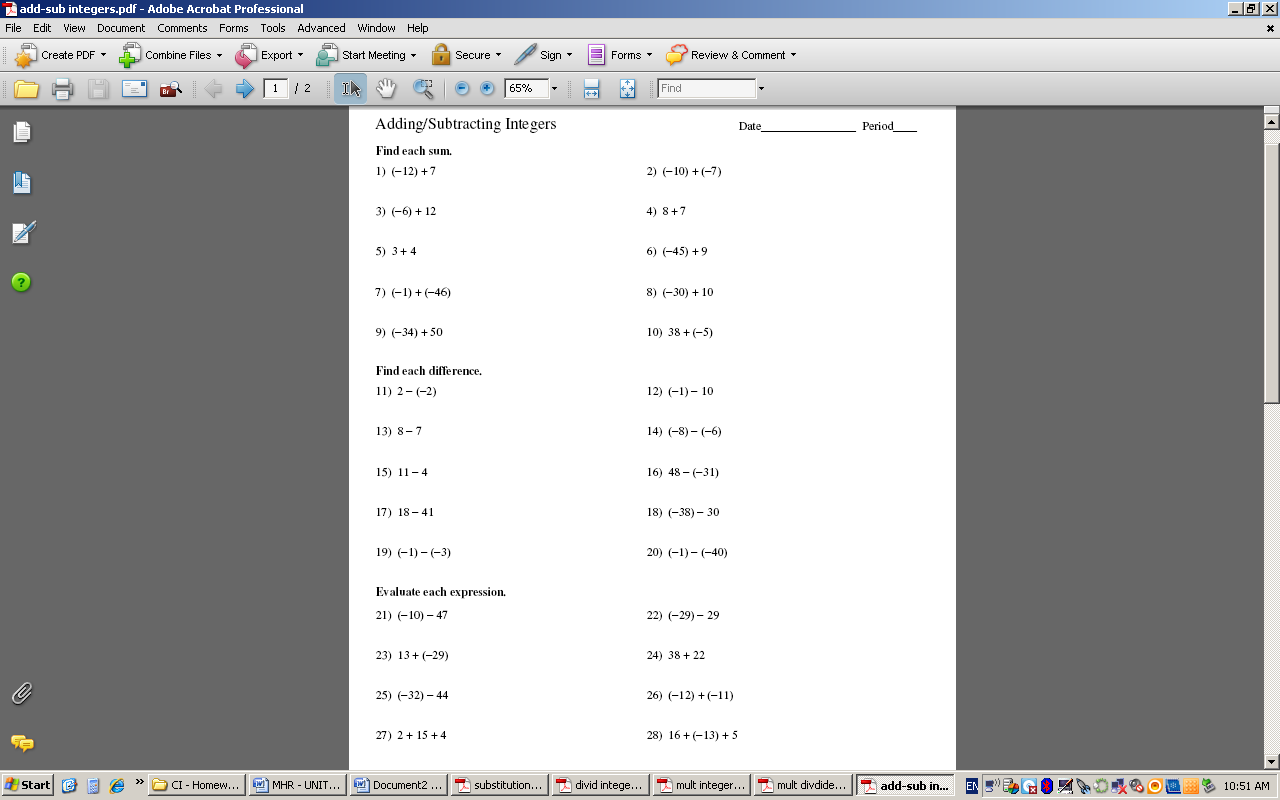 add-sub integers.pdf - Adobe Acrobat Professional
File Edit View Document Comments Forms Tools Advanced Window Help
Create PDF Combine Files Export Start Meeting Secure Sign Forms Review & Comment
1 / 2 65% Find
Adding/Subtracting Integers Date________________ Period____
Find each sum.
1) (−12) + 7 2) (−10) + (−7)
3) (−6) + 12 4) 8 + 7
5) 3 + 4 6) (−45) + 9
7) (−1) + (−46) 8) (−30) + 10
9) (−34) + 50 10) 38 + (−5)
Find each difference.
11) 2 − (−2) 12) (−1) − 10
13) 8 − 7 14) (−8) − (−6)
15) 11 − 4 16) 48 − (−31)
17) 18 − 41 18) (−38) − 30
19) (−1) − (−3) 20) (−1) − (−40)
Evaluate each expression.
21) (−10) − 47 22) (−29) − 29
23) 13 + (−29) 24) 38 + 22
25) (−32) − 44 26) (−12) + (−11)
27) 2 + 15 + 4 28) 16 + (−13) + 5
Start » CI - Homew... MHR - UNIT... Document2 ... substitution... divid intege... mult integer... mult divdide... add-sub in... EN 10:51 AM